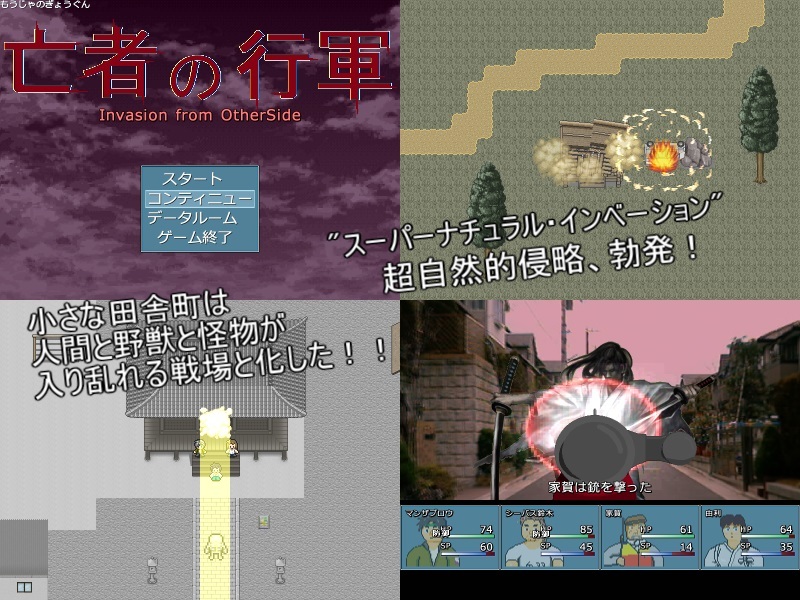 もうじゃのぎょうぐん
亡者の行軍
Invasion from OtherSide
スタート
コンティニュー
データルーム
ゲーム終了
"スーパーナチュラル・インベーション"
超自然的侵略、勃発！
小さな田舎町は
人間と野獣と怪物が
入り乱れる戦場と化した！！
家賀は銃を撃った
マンザブロウ シーバス鈴木 家賀 由利
防御 HP 74 防御 HP 85 HP 61 HP 64
SP 60 SP 45 SP 14 SP 35